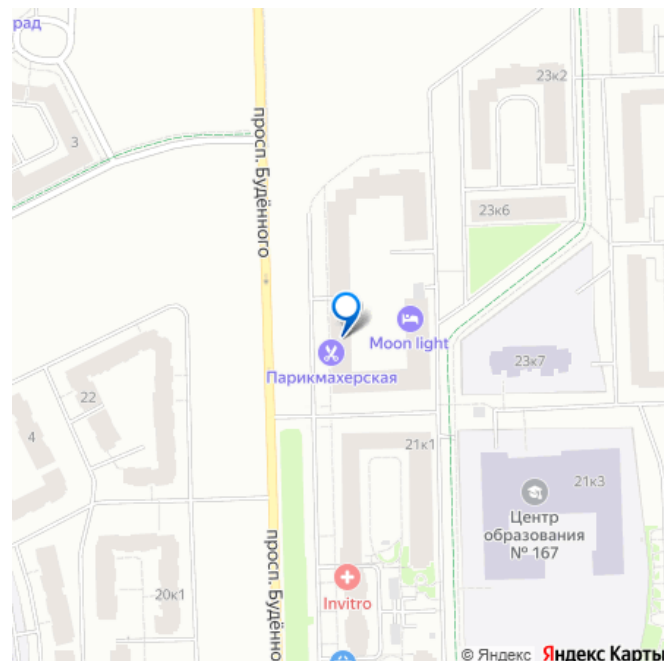 рад
23к2
3
просп. Будённого
23к6
Moon light
Парикмахерская
23к7
22
4
21к1
21к3
Центр
образования
№ 167
просп. Будённо
Invitro
20к1
© Яндекс Яндекс Карты